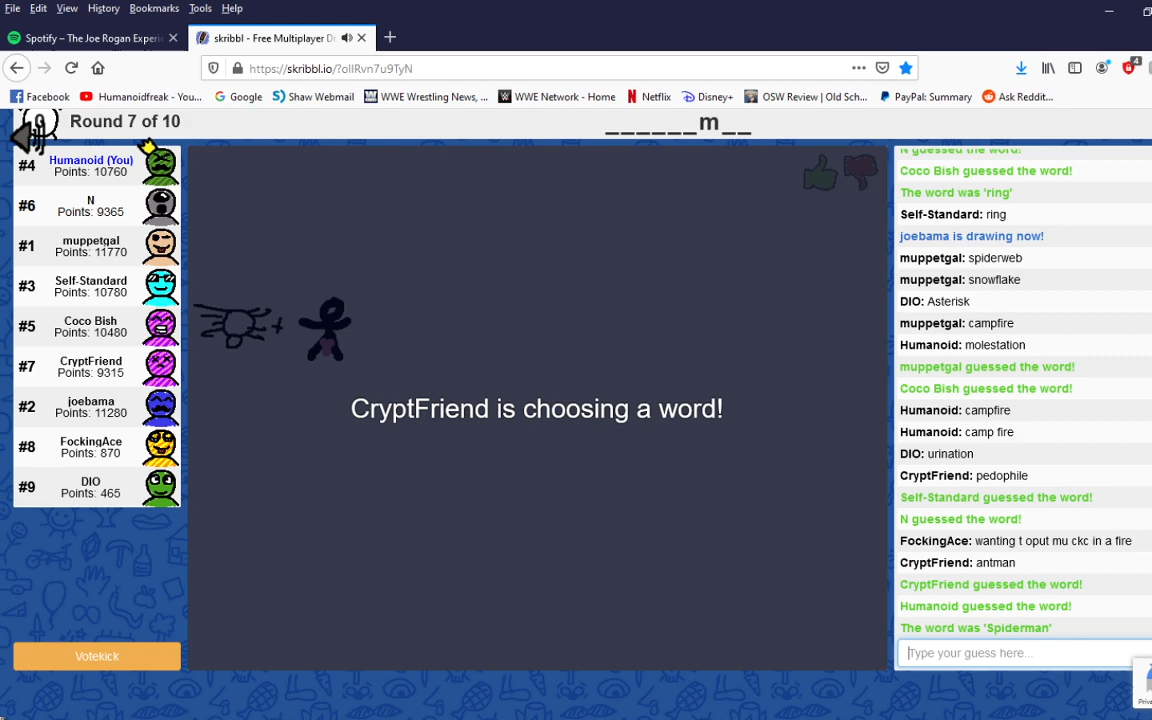 File Edit View History Bookmarks Tools Help
Spotify – The Joe Rogan Experi
skribbl - Free Multiplayer Dr
https://skribbl.io/?olIRvn7u9TyN
4
Facebook Humanoidfreak - You... Google Shaw Webmail WWE Wrestling News, ... WWE Network - Home Netflix Disney+ OSW Review | Old Sch... PayPal: Summary Ask Reddit...
0 Round 7 of 10 ______m__
#4 Humanoid (You)
Points: 10760
#6 N
Points: 9365
#1 muppetgal
Points: 11770
#3 Self-Standard
Points: 10780
#5 Coco Bish
Points: 10480
#7 CryptFriend
Points: 9315
#2 joebama
Points: 11280
#8 FockingAce
Points: 870
#9 DIO
Points: 465
Votekick
CryptFriend is choosing a word!
N guessed the word!
Coco Bish guessed the word!
The word was 'ring'
Self-Standard: ring
joebama is drawing now!
muppetgal: spiderweb
muppetgal: snowflake
DIO: Asterisk
muppetgal: campfire
Humanoid: molestation
muppetgal guessed the word!
Coco Bish guessed the word!
Humanoid: campfire
Humanoid: camp fire
DIO: urination
CryptFriend: pedophile
Self-Standard guessed the word!
N guessed the word!
FockingAce: wanting t oput mu ckc in a fire
CryptFriend: antman
CryptFriend guessed the word!
Humanoid guessed the word!
The word was 'Spiderman'
Type your guess here...
Priva